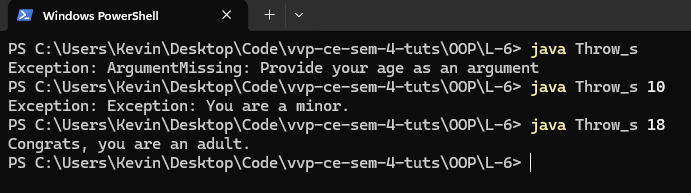 Windows PowerShell
PS C:\Users\Kevin\Desktop\Code\vvp-ce-sem-4-tuts\OOP\L-6> java Throw_s
Exception: ArgumentMissing: Provide your age as an argument
PS C:\Users\Kevin\Desktop\Code\vvp-ce-sem-4-tuts\OOP\L-6> java Throw_s 10
Exception: Exception: You are a minor.
PS C:\Users\Kevin\Desktop\Code\vvp-ce-sem-4-tuts\OOP\L-6> java Throw_s 18
Congrats, you are an adult.
PS C:\Users\Kevin\Desktop\Code\vvp-ce-sem-4-tuts\OOP\L-6>